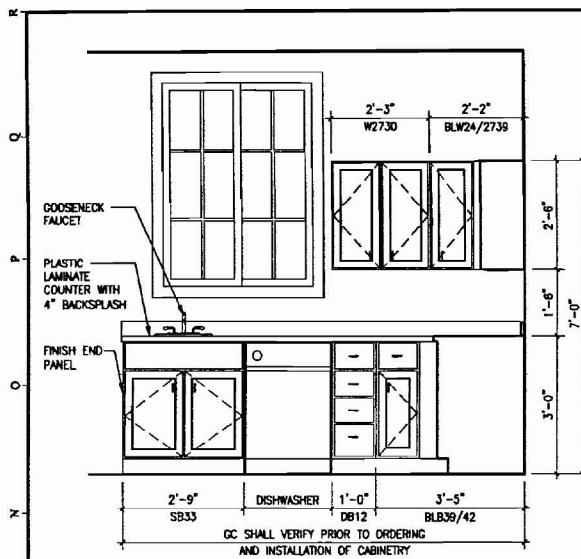 R
Q
P
O
N
2'-3"
W2730
2'-2"
BLW24/2739
GOOSENECK
FAUCET
PLASTIC
LAMINATE
COUNTER WITH
4" BACKSPLASH
FINISH END
PANEL
2'-6"
1'-6"
7'-0"
3'-0"
2'-9"
SB33
DISHWASHER
1'-0"
DB12
3'-5"
BLB39/42
GC SHALL VERIFY PRIOR TO ORDERING
AND INSTALLATION OF CABINETRY